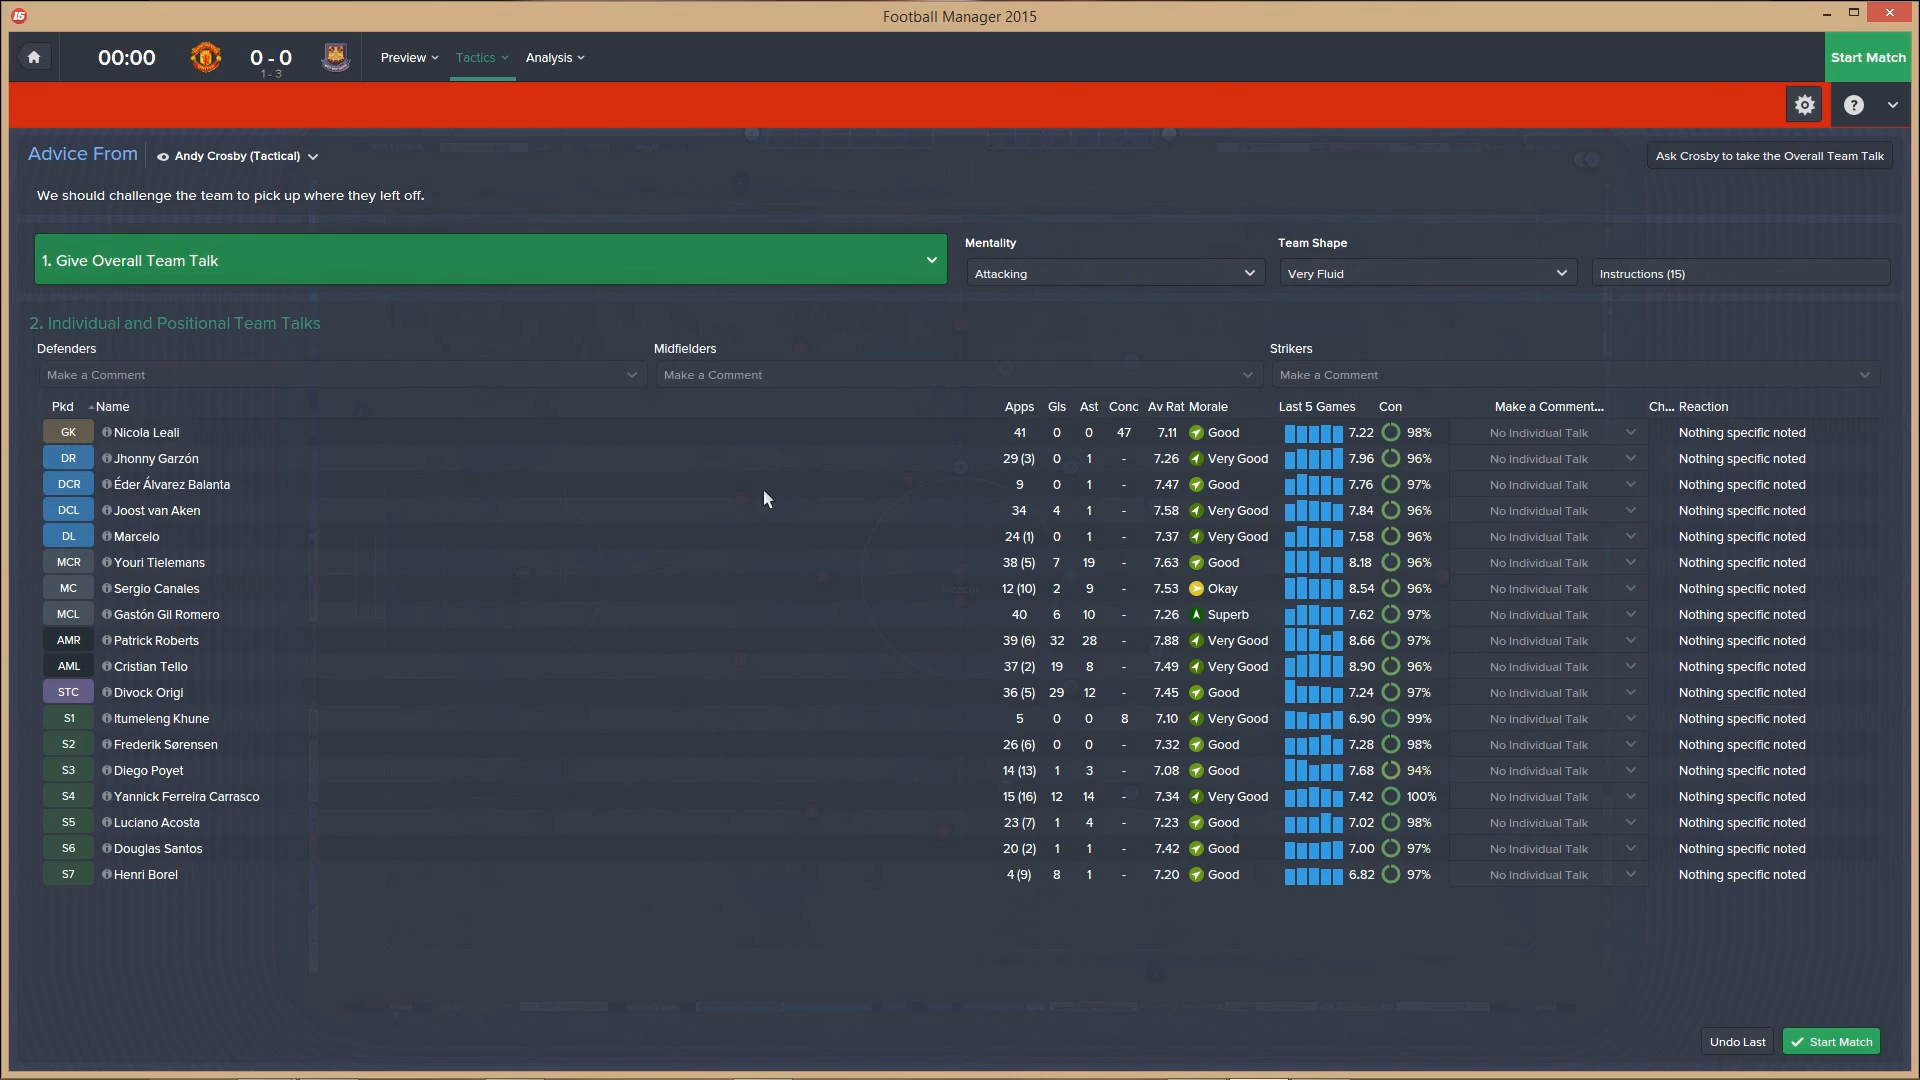 Football Manager 2015
00:00 0 - 0 Preview Tactics Analysis Start Match
1 - 3
Advice From Andy Crosby (Tactical) Ask Crosby to take the Overall Team Talk
We should challenge the team to pick up where they left off.
Mentality Team Shape
1. Give Overall Team Talk Attacking Very Fluid Instructions (15)
2. Individual and Positional Team Talks
Defenders Midfielders Strikers
Make a Comment Make a Comment Make a Comment
Pkd Name Apps Gls Ast Conc Av Rat Morale Last 5 Games Con Make a Comment... Ch... Reaction
GK Nicola Leali 41 0 0 47 7.11 Good 7.22 98% No Individual Talk Nothing specific noted
DR Jhonny Garzón 29 (3) 0 1 - 7.26 Very Good 7.96 96% No Individual Talk Nothing specific noted
DCR Éder Álvarez Balanta 9 0 1 - 7.47 Good 7.76 97% No Individual Talk Nothing specific noted
DCL Joost van Aken 34 4 1 - 7.58 Very Good 7.84 96% No Individual Talk Nothing specific noted
DL Marcelo 24 (1) 0 1 - 7.37 Very Good 7.58 96% No Individual Talk Nothing specific noted
MCR Youri Tielemans 38 (5) 7 19 - 7.63 Good 8.18 96% No Individual Talk Nothing specific noted
MC Sergio Canales 12 (10) 2 9 - 7.53 Okay 8.54 96% No Individual Talk Nothing specific noted
MCL Gastón Gil Romero 40 6 10 - 7.26 Superb 7.62 97% No Individual Talk Nothing specific noted
AMR Patrick Roberts 39 (6) 32 28 - 7.88 Very Good 8.66 97% No Individual Talk Nothing specific noted
AML Cristian Tello 37 (2) 19 8 - 7.49 Very Good 8.90 96% No Individual Talk Nothing specific noted
STC Divock Origi 36 (5) 29 12 - 7.45 Good 7.24 97% No Individual Talk Nothing specific noted
S1 Itumeleng Khune 5 0 0 8 7.10 Very Good 6.90 99% No Individual Talk Nothing specific noted
S2 Frederik Sørensen 26 (6) 0 0 - 7.32 Good 7.28 98% No Individual Talk Nothing specific noted
S3 Diego Poyet 14 (13) 1 3 - 7.08 Good 7.68 94% No Individual Talk Nothing specific noted
S4 Yannick Ferreira Carrasco 15 (16) 12 14 - 7.34 Very Good 7.42 100% No Individual Talk Nothing specific noted
S5 Luciano Acosta 23 (7) 1 4 - 7.23 Good 7.02 98% No Individual Talk Nothing specific noted
S6 Douglas Santos 20 (2) 1 1 - 7.42 Good 7.00 97% No Individual Talk Nothing specific noted
S7 Henri Borel 4 (9) 8 1 - 7.20 Good 6.82 97% No Individual Talk Nothing specific noted
Undo Last Start Match